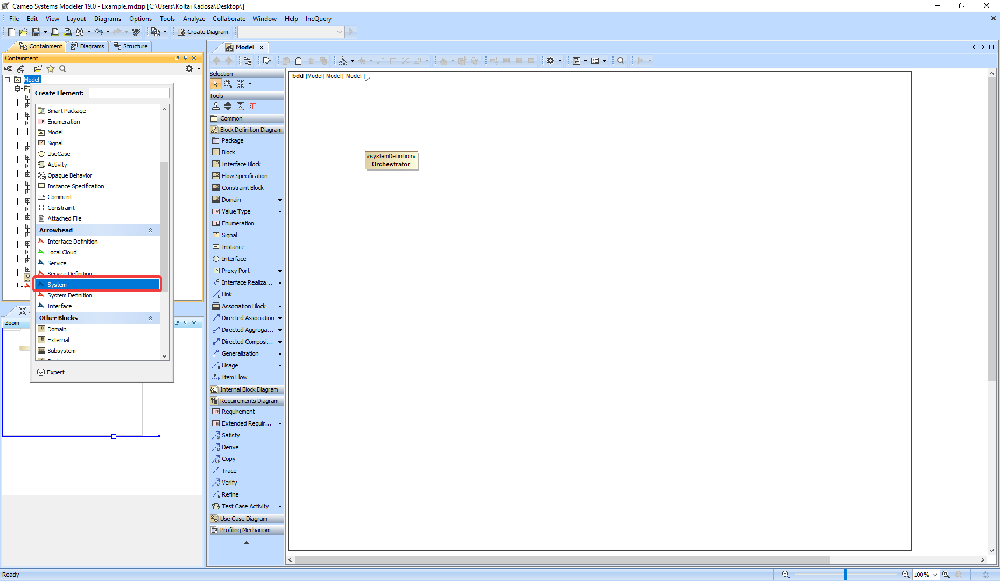 Cameo Systems Modeler 19.0 - Example.mdzip [C:\Users\Koltai Kadosa\Desktop\]
File Edit View Layout Diagrams Options Tools Analyze Collaborate Window Help IncQuery
Create Diagram
Containment Diagrams Structure
Containment
Model
Create Element:
Smart Package
Enumeration
Model
Signal
UseCase
Activity
Opaque Behavior
Instance Specification
Comment
Constraint
Attached File
Arrowhead
Interface Definition
Local Cloud
Service
Service Definition
System
System Definition
Interface
Other Blocks
Domain
External
Subsystem
Expert
Zoom
Model
Selection
Tools
Common
Block Definition Diagram
Package
Block
Interface Block
Flow Specification
Constraint Block
Domain
Value Type
Enumeration
Signal
Instance
Interface
Proxy Port
Interface Realiza...
Link
Association Block
Directed Association
Directed Aggrega...
Directed Composi...
Generalization
Usage
Item Flow
Internal Block Diagram
Requirements Diagram
Requirement
Extended Requir...
Satisfy
Derive
Copy
Trace
Verify
Refine
Test Case Activity
Use Case Diagram
Profiling Mechanism
bdd [Model] Model[ Model ]
«systemDefinition»
Orchestrator
Ready
100%